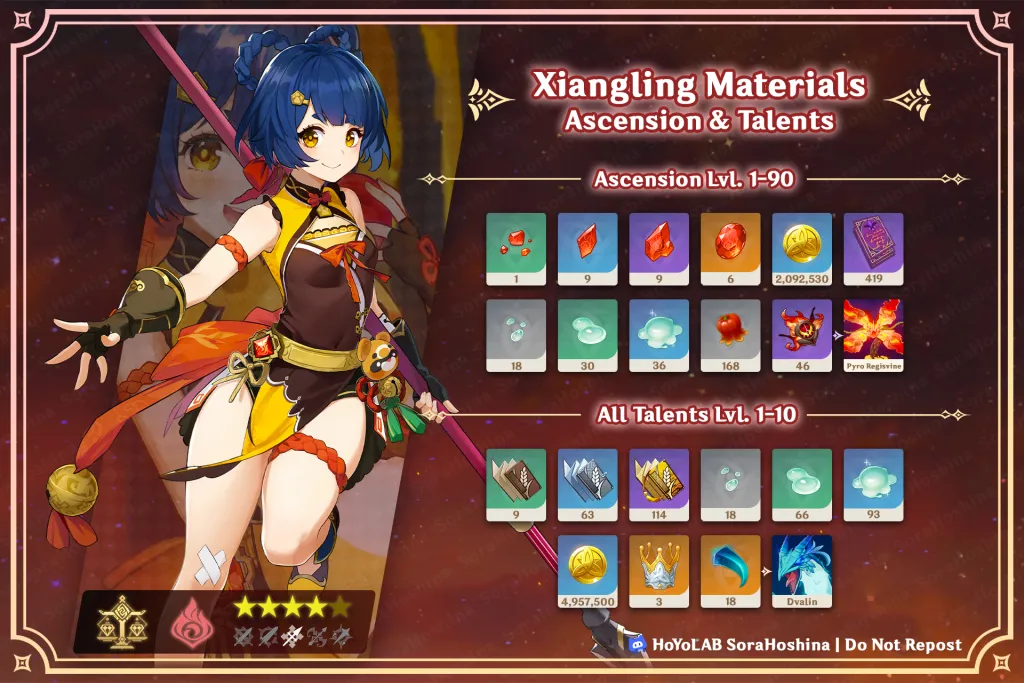 Xiangling Materials
Ascension & Talents
Ascension Lvl. 1-90
1 9 9 6 2,092,530 419
18 30 36 168 46 Pyro Regisvine
All Talents Lvl. 1-10
9 63 114 18 66 93
4,957,500 3 18 Dvalin
HoYoLAB SoraHoshina | Do Not Repost